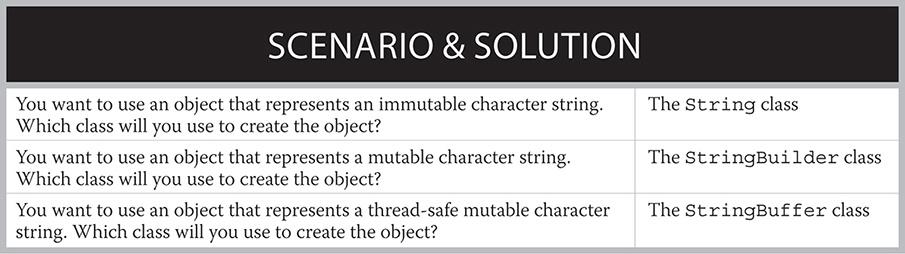 SCENARIO & SOLUTION
You want to use an object that represents an immutable character string.
Which class will you use to create the object?
The String class
You want to use an object that represents a mutable character string.
Which class will you use to create the object?
The StringBuilder class
You want to use an object that represents a thread-safe mutable character
string. Which class will you use to create the object?
The StringBuffer class